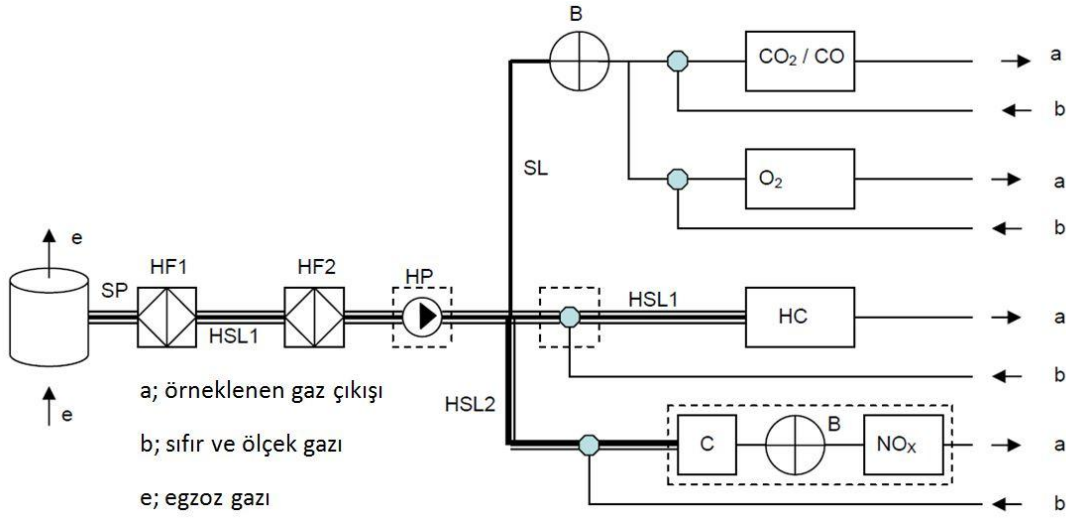 B
CO₂ / CO
a
b
SL
O₂
a
b
e
SP
HF1
HF2
HP
HSL1
HSL1
HC
a
b
e
a; örneklenen gaz çıkışı
HSL2
b; sıfır ve ölçek gazı
C
B
NOₓ
a
e; egzoz gazı
b